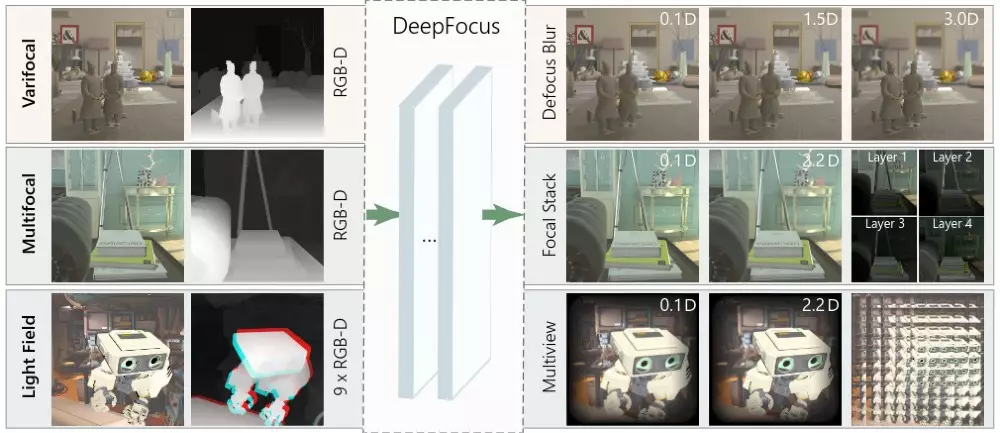 DeepFocus
Varifocal
RGB-D
Defocus Blur
0.1D
1.5D
3.0D
Multifocal
RGB-D
...
Focal Stack
0.1D
2.2D
Layer 1
Layer 2
Layer 3
Layer 4
Light Field
9 x RGB-D
Multiview
0.1D
2.2D
&